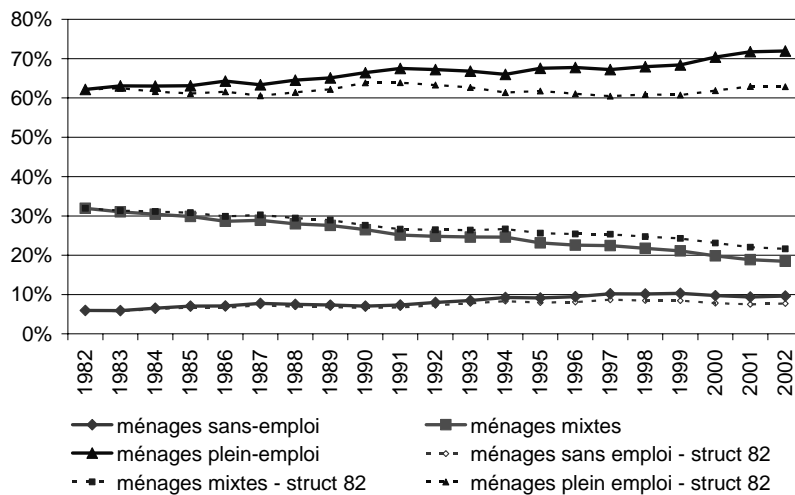 80%
70%
60%
50%
40%
30%
20%
10%
0%
1982 1983 1984 1985 1986 1987 1988 1989 1990 1991 1992 1993 1994 1995 1996 1997 1998 1999 2000 2001 2002
ménages sans-emploi ménages mixtes
ménages plein-emploi ménages sans emploi - struct 82
ménages mixtes - struct 82 ménages plein emploi - struct 82